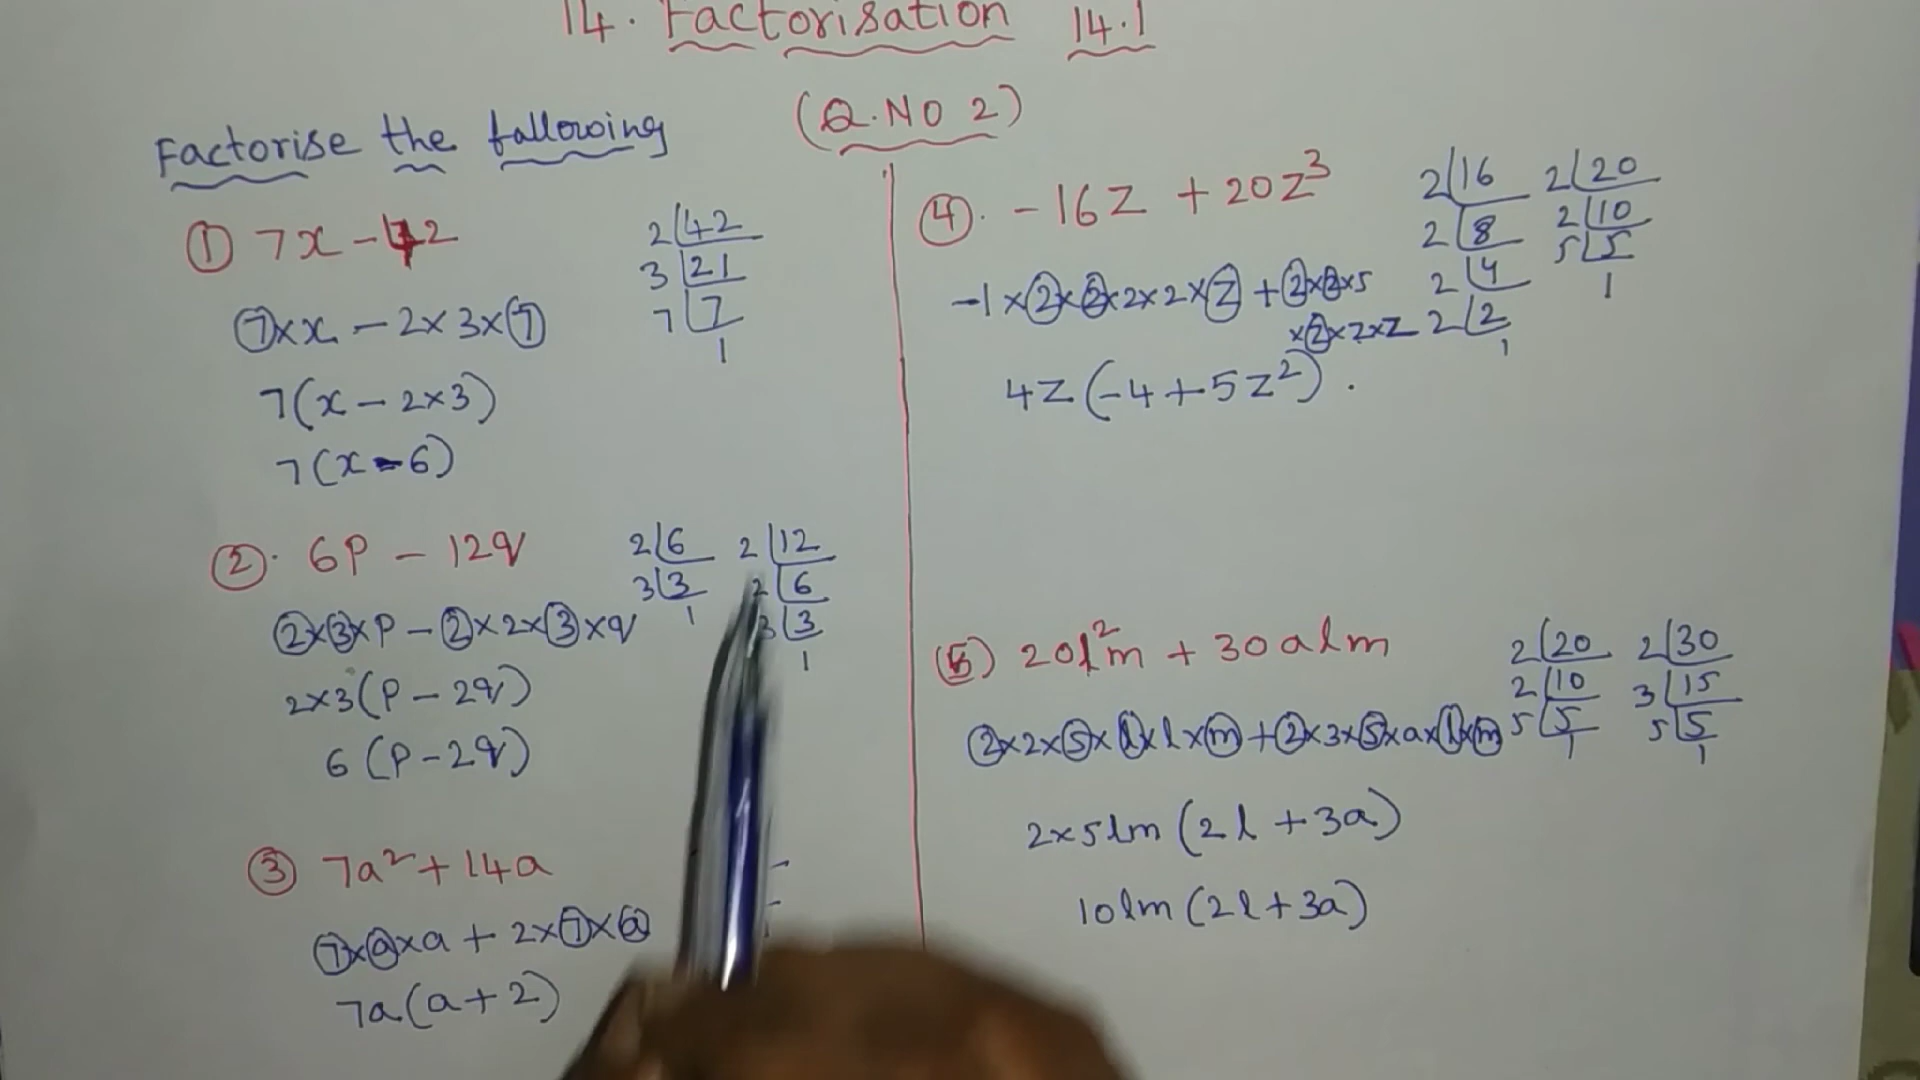 14. Factorisation 14.1
(Q.NO 2)
Factorise the following
① 7x - 42
2 42
3 21
7 7
1
⑦×x - 2×3×⑦
7(x - 2×3)
7(x - 6)
②. 6p - 12q
2 6
3 3
1
2 12
2 6
3 3
1
②×③×p - ②×2×③×q
2×3(p - 2q)
6(p - 2q)
③ 7a² + 14a
⑦×ⓐ×a + 2×⑦×ⓐ
7a(a + 2)
④. - 16z + 20z³
2 16
2 8
2 4
2 2
1
2 20
2 10
5 5
1
-1×②×②×2×2×ⓩ + ②×②×5
×ⓩ×z×z
4z(-4 + 5z²).
(5) 20l²m + 30alm
2 20
2 10
5 5
1
2 30
3 15
5 5
1
②×2×⑤×ⓛ×l×ⓜ + ②×3×⑤×a×ⓛ×ⓜ
2×5lm(2l + 3a)
10lm(2l + 3a)